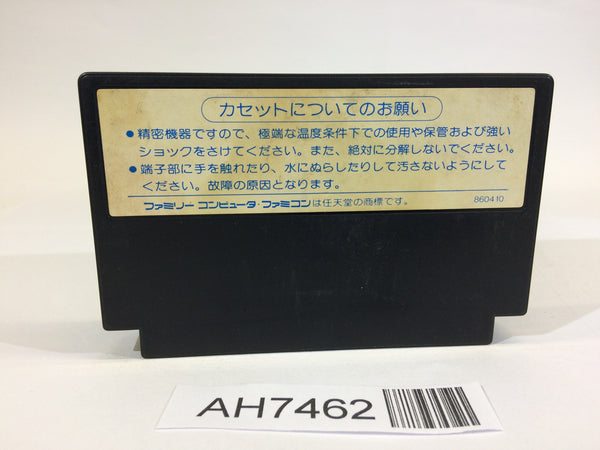 カセットについてのお願い
●精密機器ですので、極端な温度条件下での使用や保管および強い
ショックをさけてください。また、絶対に分解しないでください。
●端子部に手を触れたり、水にぬらしたりして汚さないようにして
ください。故障の原因となります。
ファミリー コンピュータ・ファミコンは任天堂の商標です。 860410
AH7462